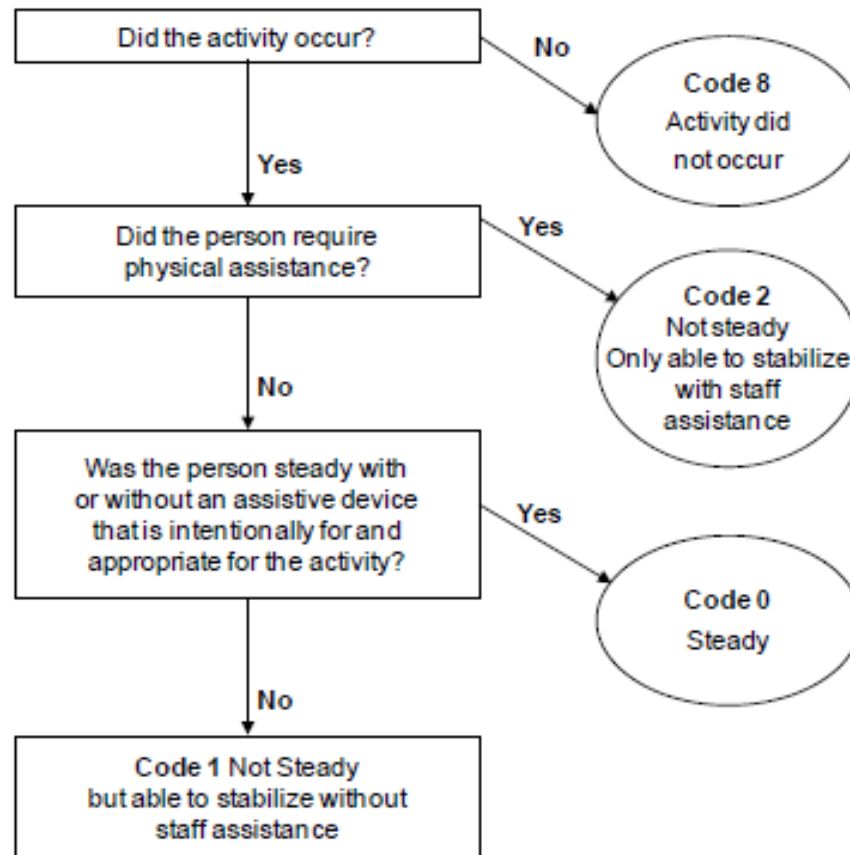 Did the activity occur?
No
Code 8
Activity did
not occur
Yes
Did the person require
physical assistance?
Yes
Code 2
Not steady
Only able to stabilize
with staff
assistance
No
Was the person steady with
or without an assistive device
that is intentionally for and
appropriate for the activity?
Yes
Code 0
Steady
No
Code 1 Not Steady
but able to stabilize without
staff assistance